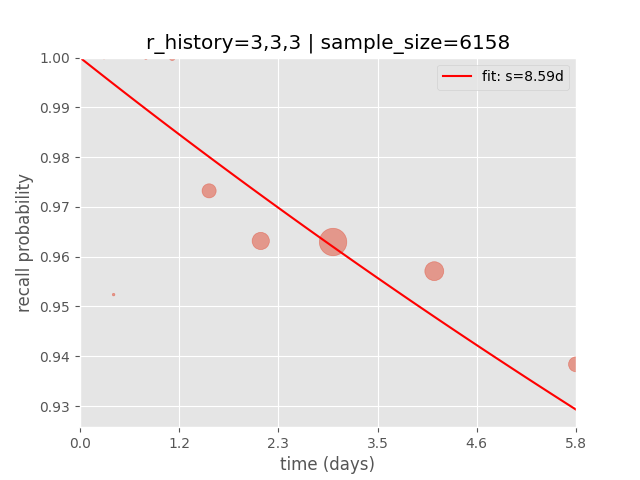 r_history=3,3,3 | sample_size=6158
fit: s=8.59d
1.00
0.99
0.98
0.97
0.96
0.95
0.94
0.93
recall probability
0.0 1.2 2.3 3.5 4.6 5.8
time (days)